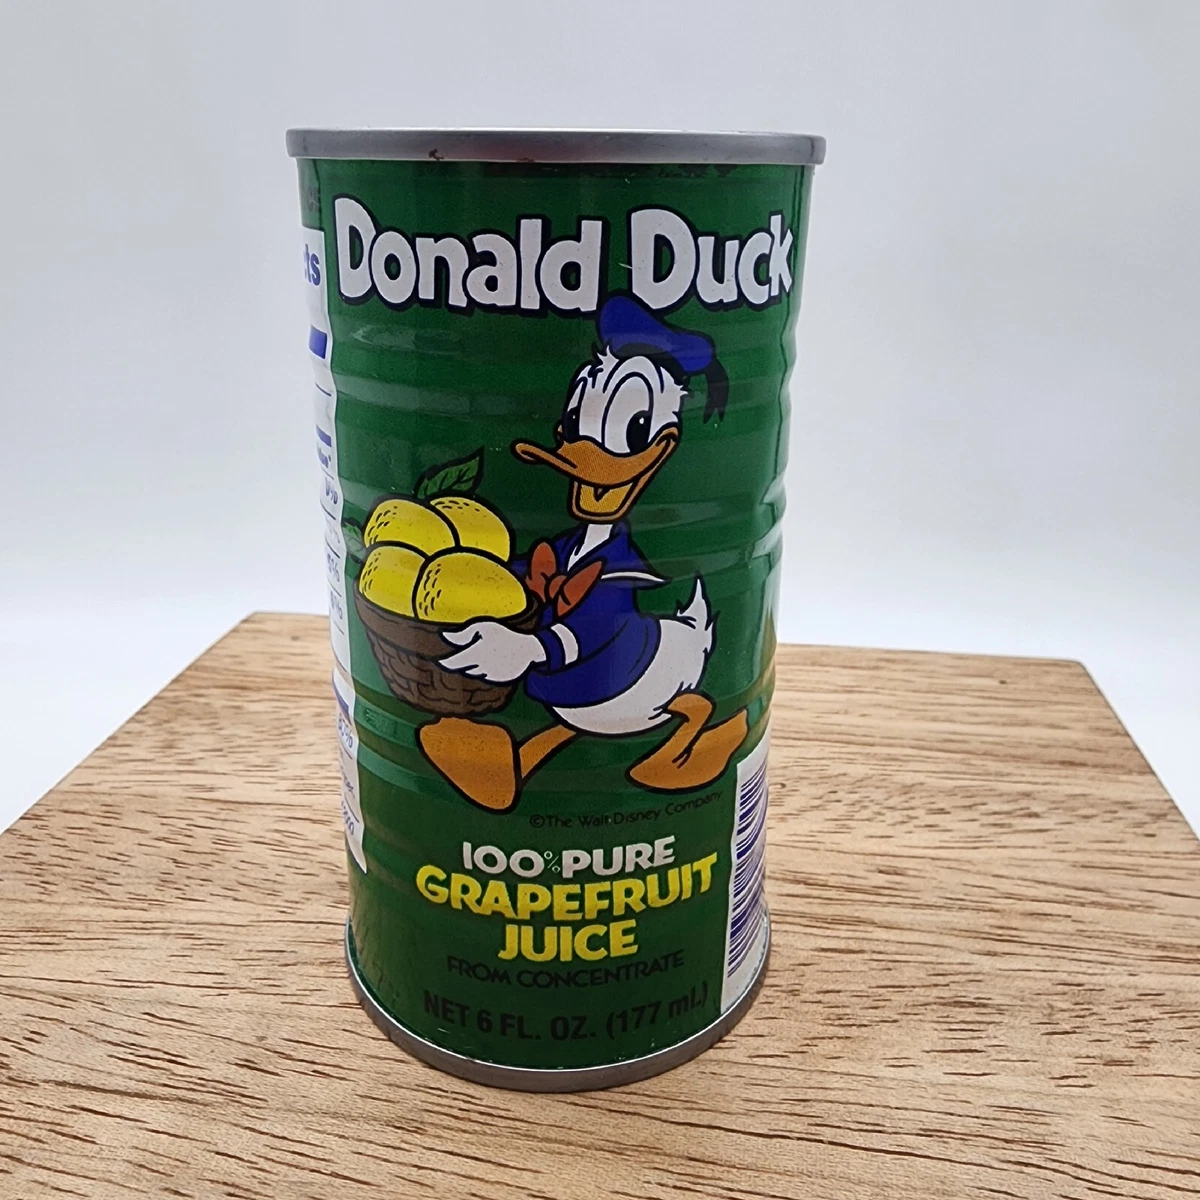 Donald Duck
©The Walt Disney Company
100% PURE
GRAPEFRUIT
JUICE
FROM CONCENTRATE
NET 6 FL. OZ. (177 mL)